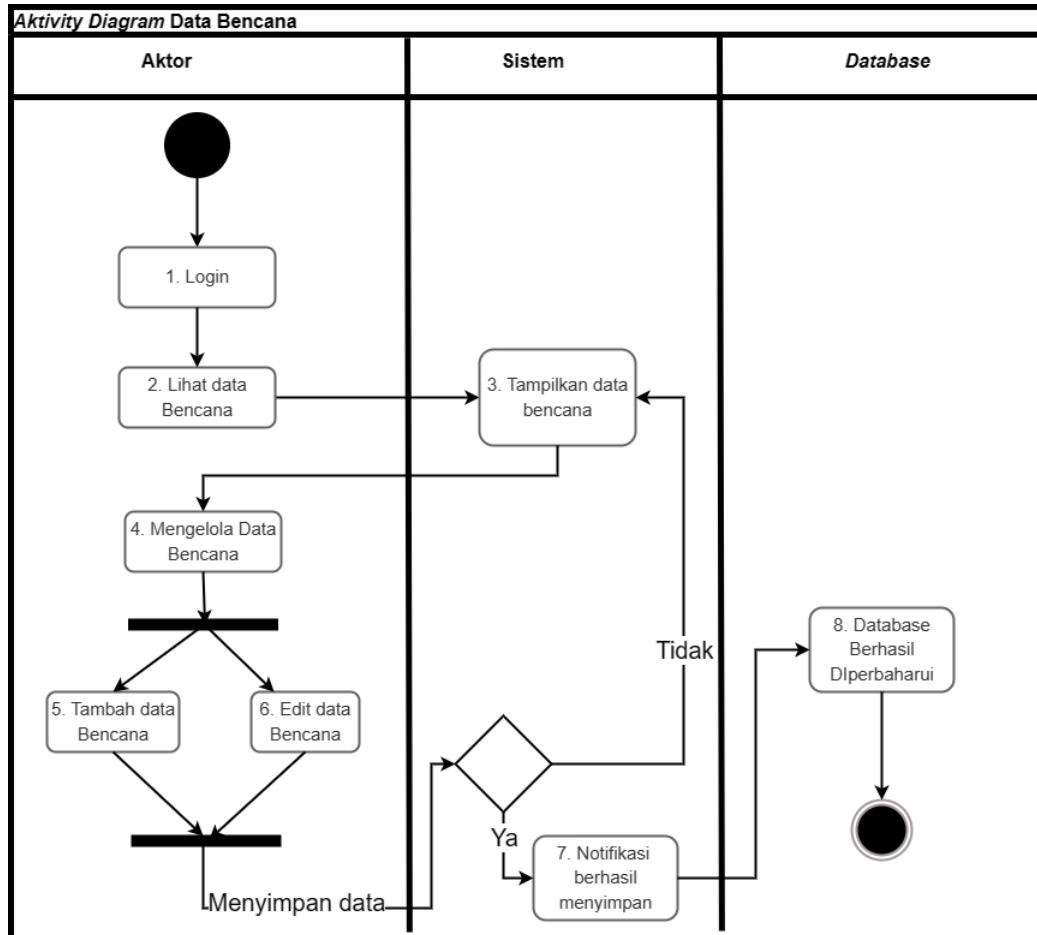 Aktivity Diagram Data Bencana
Aktor
Sistem
Database
1. Login
2. Lihat data
Bencana
3. Tampilkan data
bencana
4. Mengelola Data
Bencana
5. Tambah data
Bencana
6. Edit data
Bencana
Menyimpan data
Tidak
Ya
7. Notifikasi
berhasil
menyimpan
8. Database
Berhasil
DIperbaharui